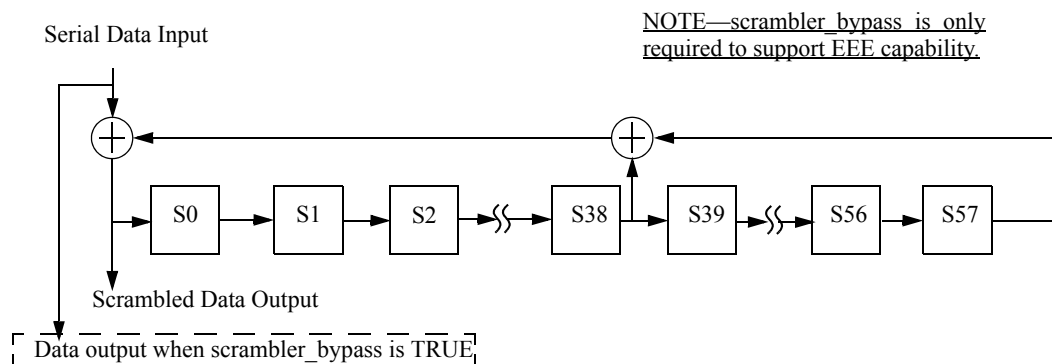 Serial Data Input
NOTE—scrambler_bypass is only
required to support EEE capability.
S0
S1
S2
S38
S39
S56
S57
Scrambled Data Output
Data output when scrambler_bypass is TRUE